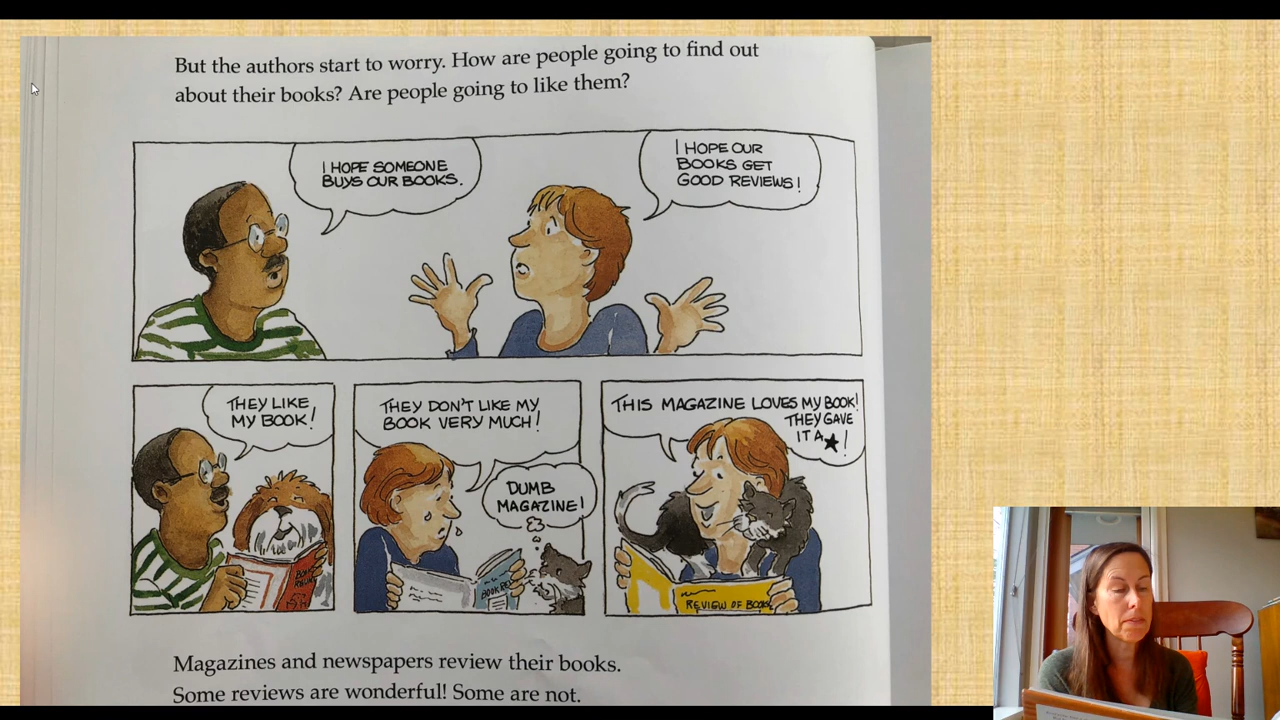 But the authors start to worry. How are people going to find out
about their books? Are people going to like them?
I HOPE SOMEONE
BUYS OUR BOOKS.
I HOPE OUR
BOOKS GET
GOOD REVIEWS!
THEY LIKE
MY BOOK!
THEY DON'T LIKE MY
BOOK VERY MUCH!
DUMB
MAGAZINE!
THIS MAGAZINE LOVES MY BOOK!
THEY GAVE
IT A ★!
REVIEW OF BOOKS
Magazines and newspapers review their books.
Some reviews are wonderful! Some are not.